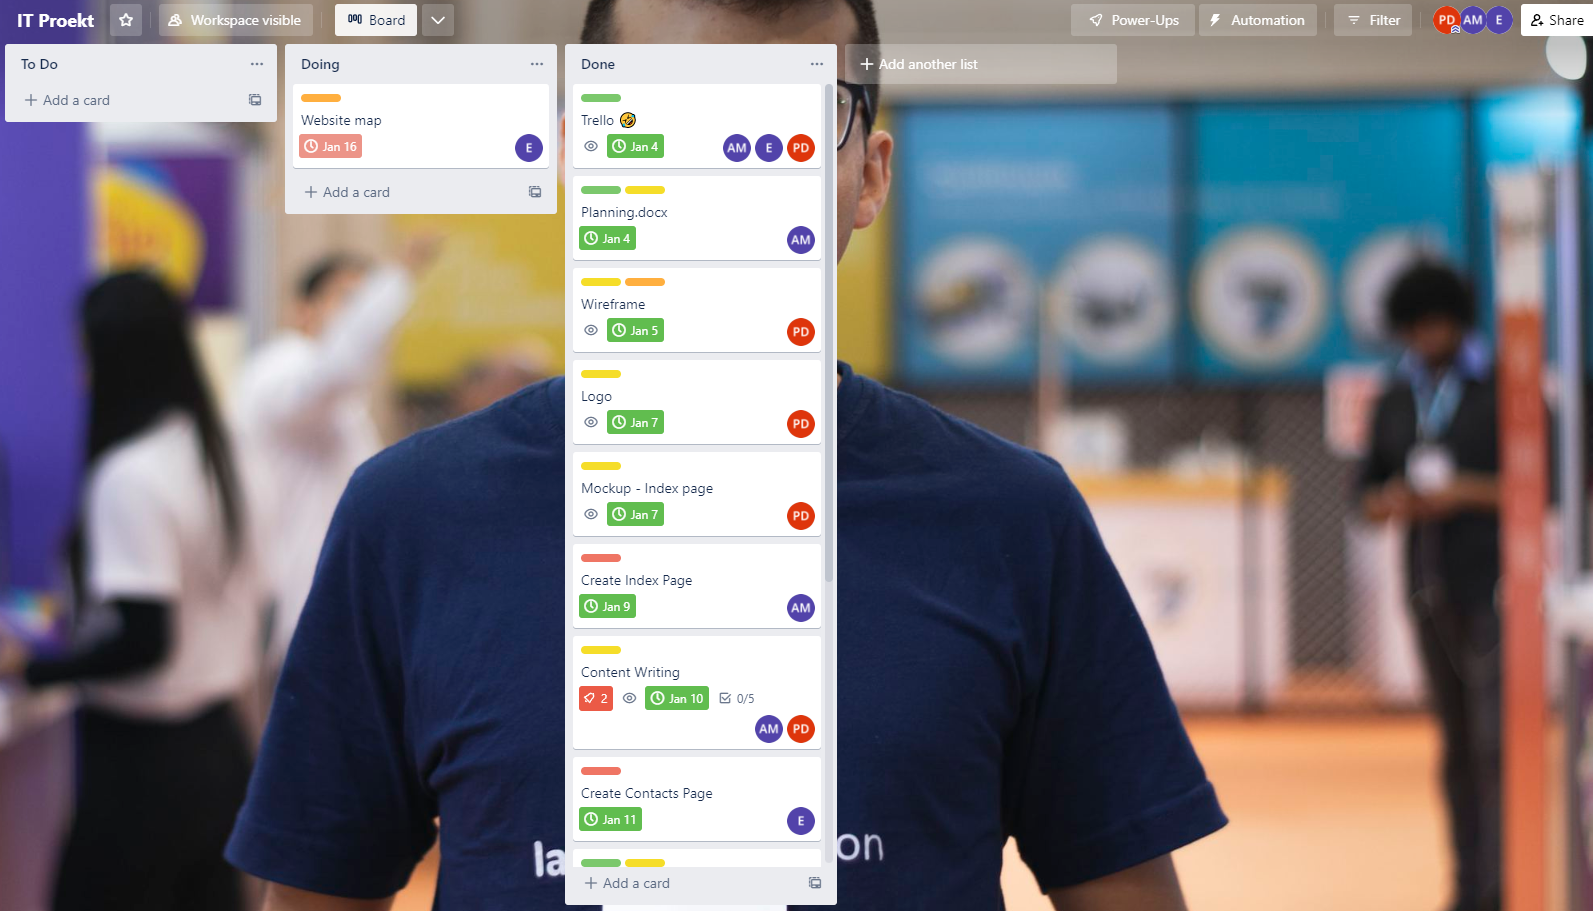 IT Proekt
Workspace visible
Board
Power-Ups
Automation
Filter
PD
AM
E
Share
To Do
Add a card
Doing
Website map
Jan 16
E
Add a card
Done
Trello 🤣
Jan 4
AM
E
PD
Planning.docx
Jan 4
AM
Wireframe
Jan 5
PD
Logo
Jan 7
PD
Mockup - Index page
Jan 7
PD
Create Index Page
Jan 9
AM
Content Writing
2
Jan 10
0/5
AM
PD
Create Contacts Page
Jan 11
E
Add a card
Add another list
la
on